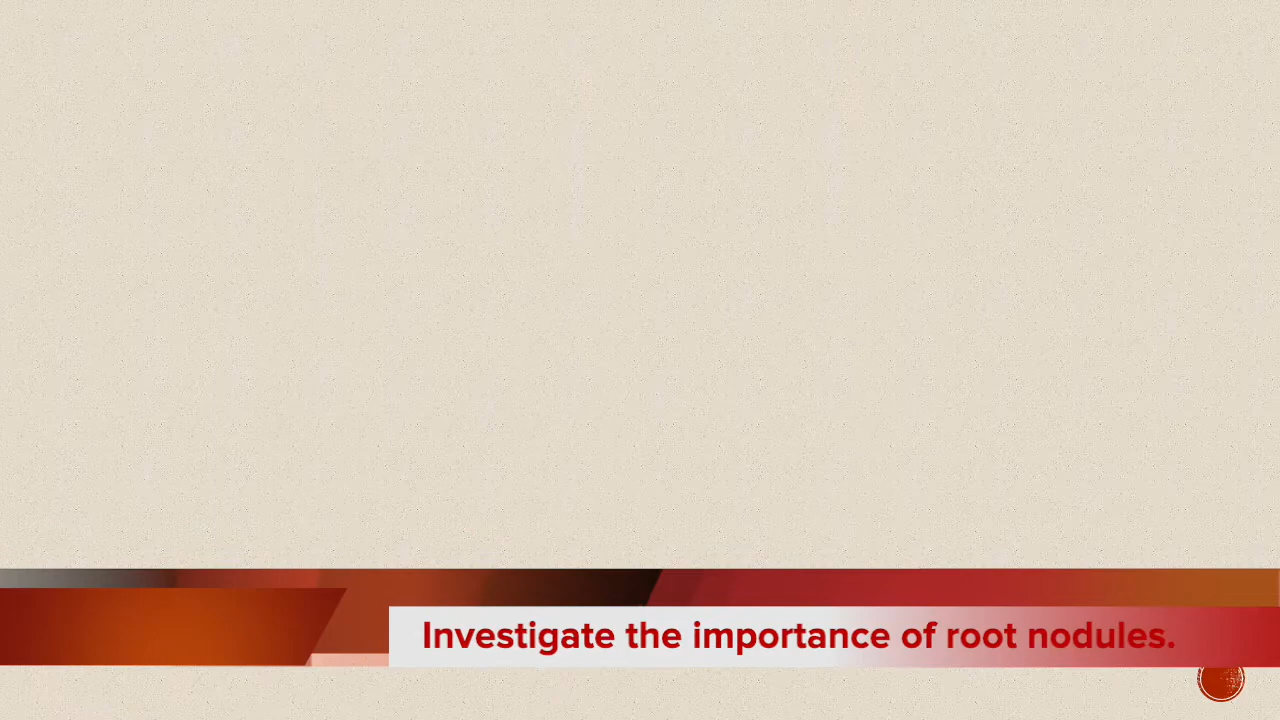 Investigate the importance of root nodules.